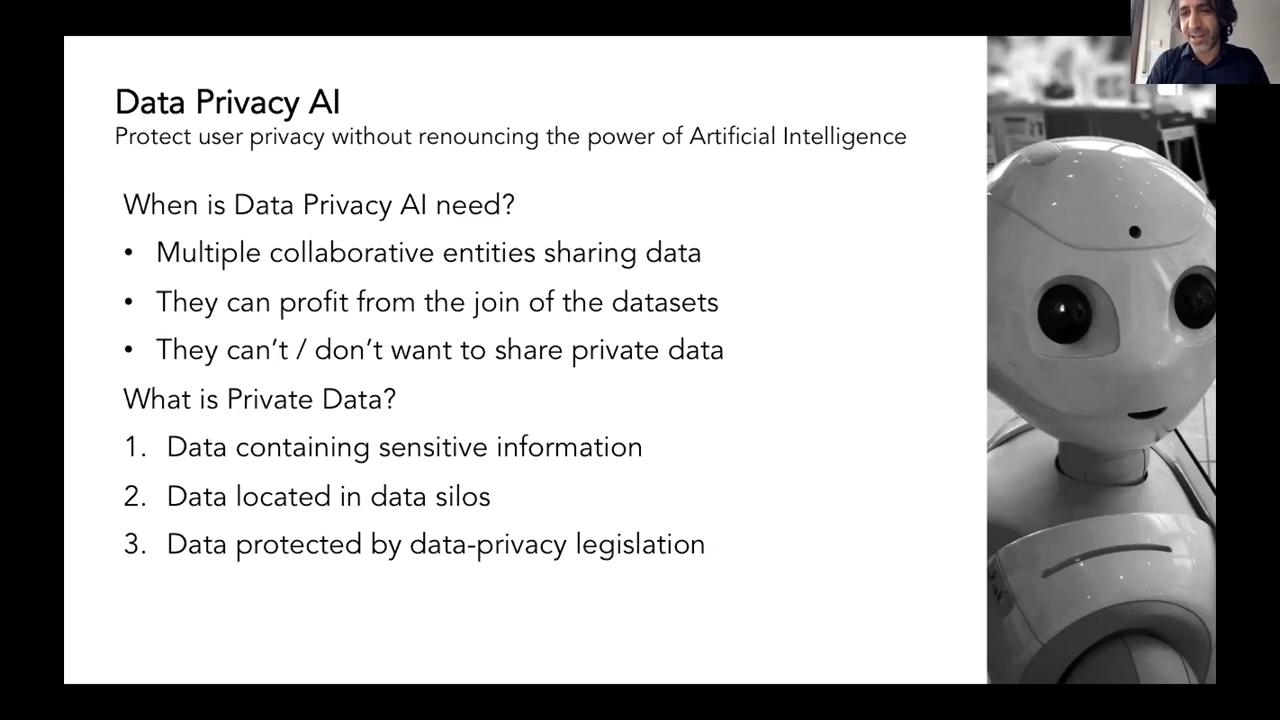 Data Privacy AI
Protect user privacy without renouncing the power of Artificial Intelligence
When is Data Privacy AI need?
• Multiple collaborative entities sharing data
• They can profit from the join of the datasets
• They can’t / don’t want to share private data
What is Private Data?
1. Data containing sensitive information
2. Data located in data silos
3. Data protected by data-privacy legislation